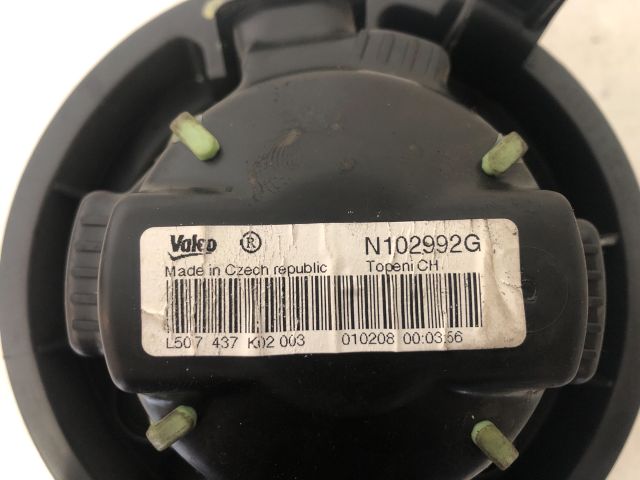 Valeo ® N102992G
Made in Czech republic Topeni CH
L507 437 K02 003 010208 00:03:56